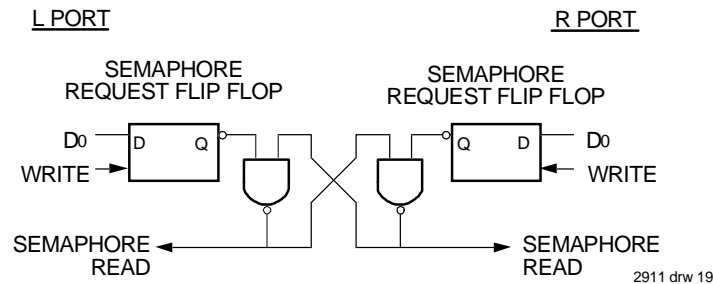 L PORT
R PORT
SEMAPHORE
REQUEST FLIP FLOP
SEMAPHORE
REQUEST FLIP FLOP
D0
D
Q
WRITE
Q
D
D0
WRITE
SEMAPHORE
READ
SEMAPHORE
READ
2911 drw 19